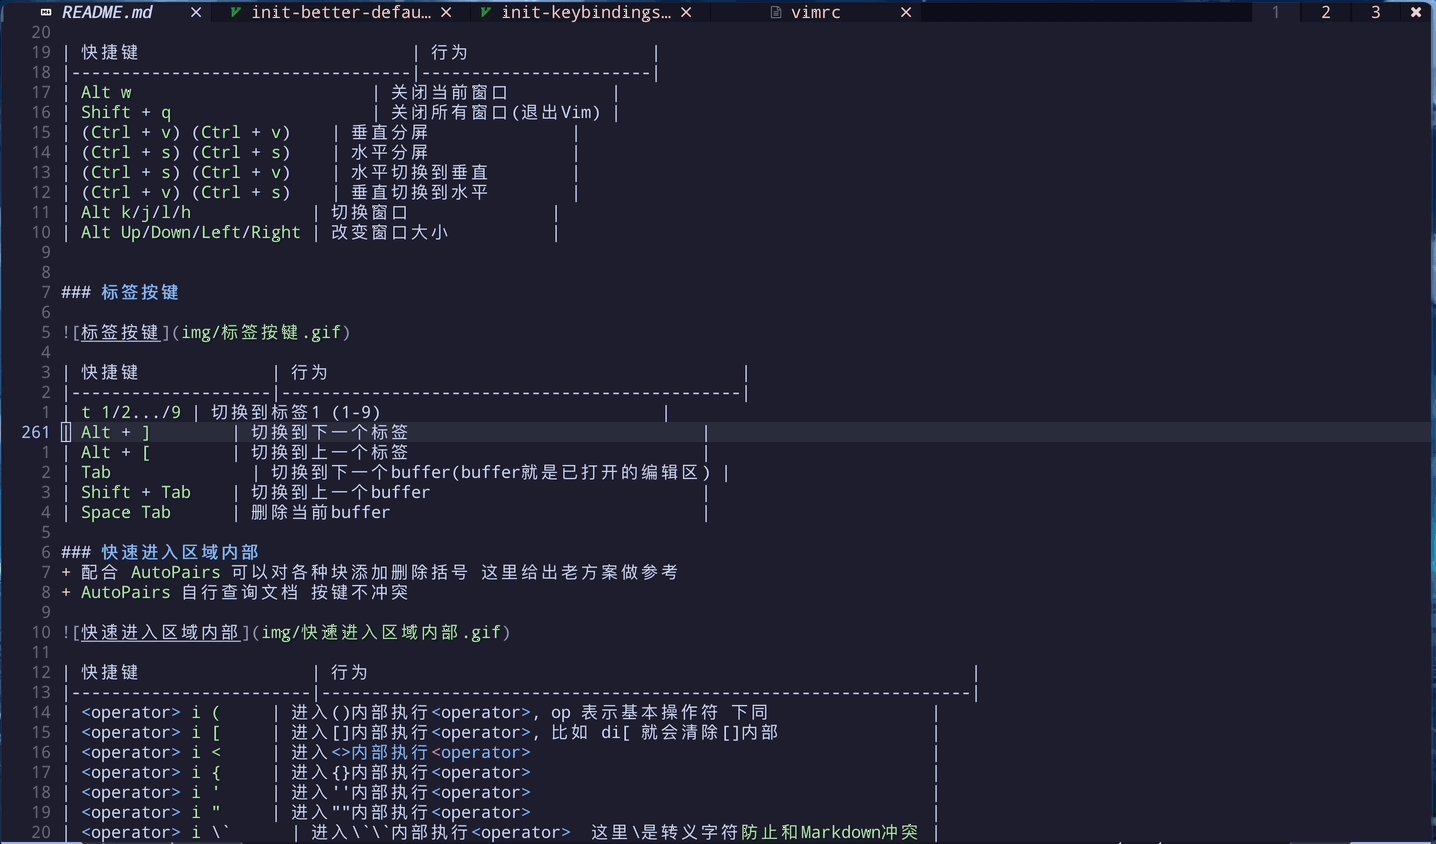 README.md × init-better-defau… × init-keybindings… × vimrc × 1 2 3 ×
20
19 | 快捷键 | 行为 |
18 |----------------------------------|-----------------------|
17 | Alt w | 关闭当前窗口 |
16 | Shift + q | 关闭所有窗口(退出Vim) |
15 | (Ctrl + v) (Ctrl + v) | 垂直分屏 |
14 | (Ctrl + s) (Ctrl + s) | 水平分屏 |
13 | (Ctrl + s) (Ctrl + v) | 水平切换到垂直 |
12 | (Ctrl + v) (Ctrl + s) | 垂直切换到水平 |
11 | Alt k/j/l/h | 切换窗口 |
10 | Alt Up/Down/Left/Right | 改变窗口大小 |
9
8
7 ### 标签按键
6
5 ![标签按键](img/标签按键.gif)
4
3 | 快捷键 | 行为 |
2 |--------------------|----------------------------------------------|
1 | t 1/2.../9 | 切换到标签1 (1-9) |
261 | Alt + ] | 切换到下一个标签 |
1 | Alt + [ | 切换到上一个标签 |
2 | Tab | 切换到下一个buffer(buffer就是已打开的编辑区) |
3 | Shift + Tab | 切换到上一个buffer |
4 | Space Tab | 删除当前buffer |
5
6 ### 快速进入区域内部
7 + 配合 AutoPairs 可以对各种块添加删除括号 这里给出老方案做参考
8 + AutoPairs 自行查询文档 按键不冲突
9
10 ![快速进入区域内部](img/快速进入区域内部.gif)
11
12 | 快捷键 | 行为 |
13 |------------------------|-----------------------------------------------------------------|
14 | <operator> i ( | 进入()内部执行<operator>, op 表示基本操作符 下同 |
15 | <operator> i [ | 进入[]内部执行<operator>, 比如 di[ 就会清除[]内部 |
16 | <operator> i < | 进入<>内部执行<operator> |
17 | <operator> i { | 进入{}内部执行<operator> |
18 | <operator> i ' | 进入''内部执行<operator> |
19 | <operator> i " | 进入""内部执行<operator> |
20 | <operator> i \` | 进入\`\`内部执行<operator> 这里\是转义字符防止和Markdown冲突 |